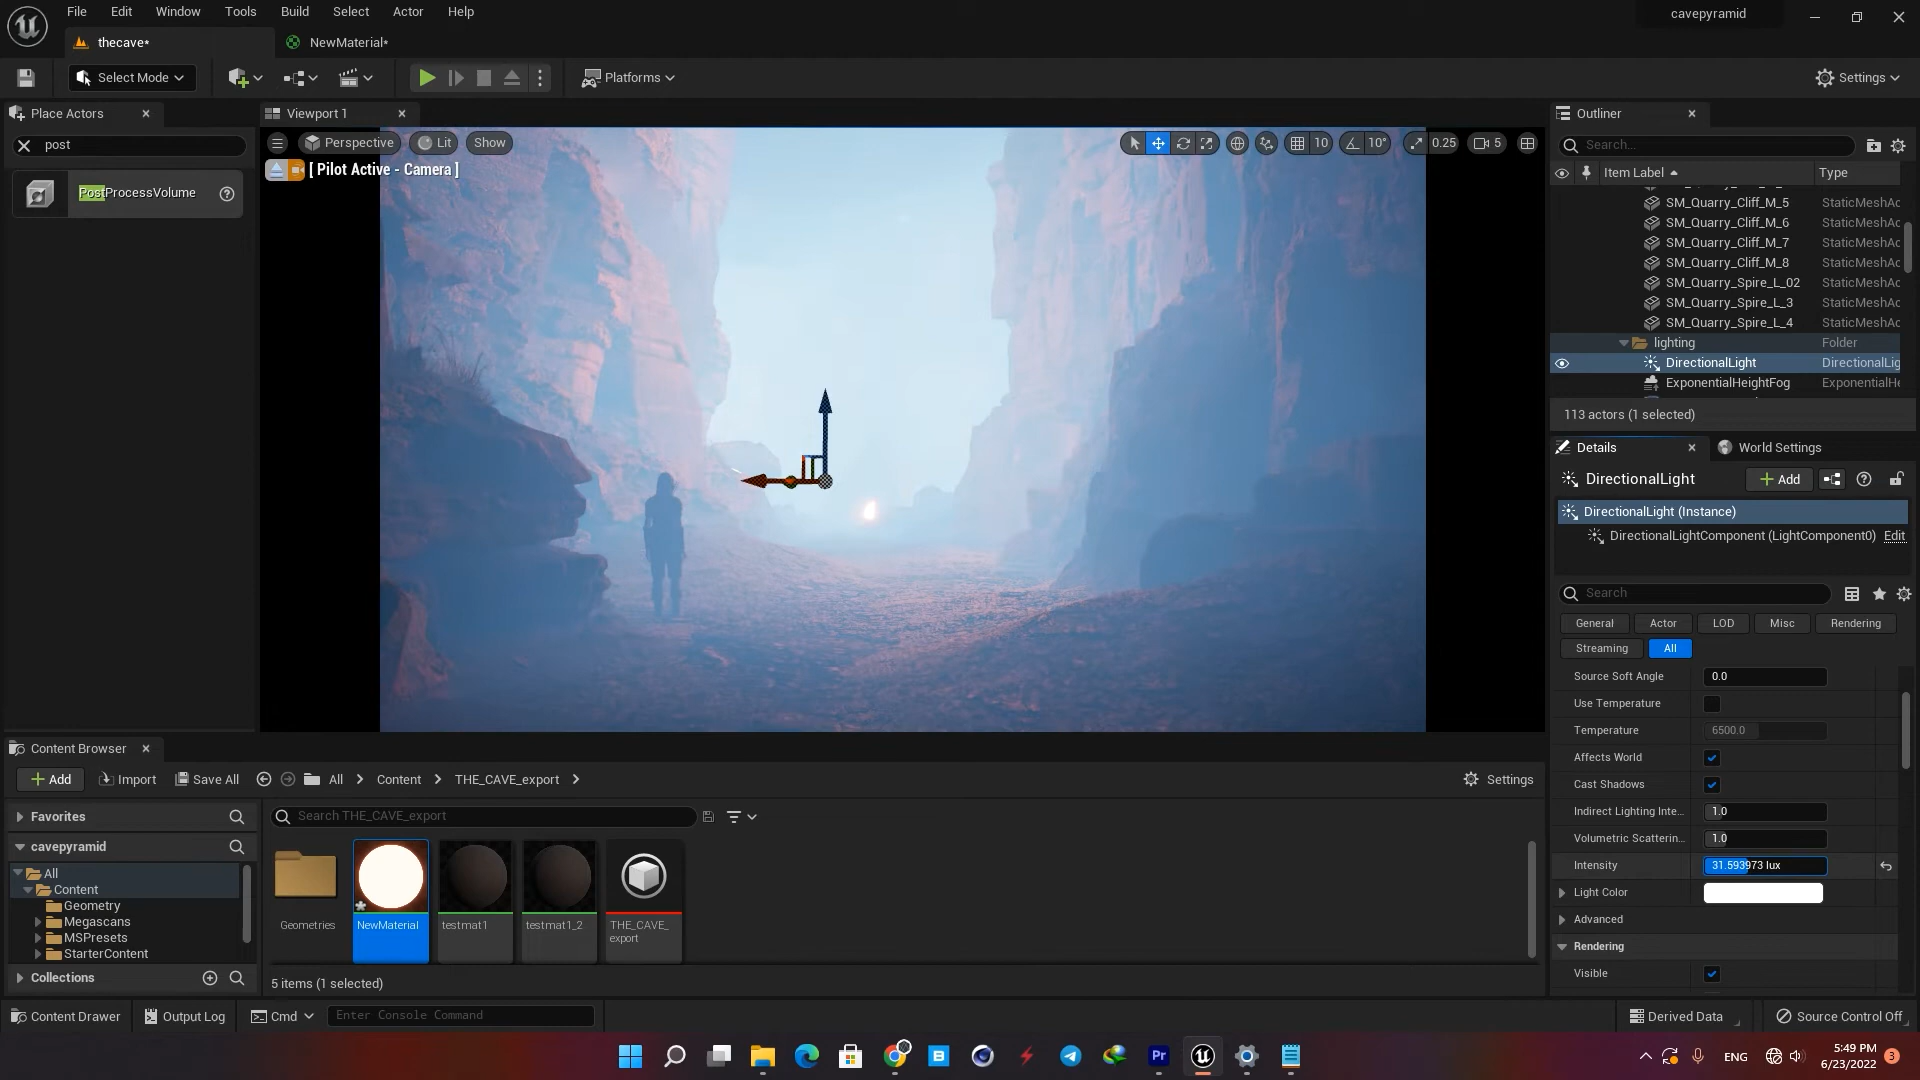 File Edit Window Tools Build Select Actor Help
cavepyramid
thecave*
NewMaterial*
Select Mode
Platforms
Settings
Place Actors
Viewport 1
Outliner
post
Perspective
Lit
Show
10
10°
0.25
5
Search...
[ Pilot Active - Camera ]
Item Label
Type
PostProcessVolume
SM_Quarry_Cliff_M_5 StaticMeshAc
SM_Quarry_Cliff_M_6 StaticMeshAc
SM_Quarry_Cliff_M_7 StaticMeshAc
SM_Quarry_Cliff_M_8 StaticMeshAc
SM_Quarry_Spire_L_02 StaticMeshAc
SM_Quarry_Spire_L_3 StaticMeshAc
SM_Quarry_Spire_L_4 StaticMeshAc
lighting Folder
DirectionalLight DirectionalLig
ExponentialHeightFog ExponentialHe
113 actors (1 selected)
Details
World Settings
DirectionalLight
Add
DirectionalLight (Instance)
DirectionalLightComponent (LightComponent0) Edit
Search
General Actor LOD Misc Rendering
Streaming All
Source Soft Angle 0.0
Use Temperature
Temperature 6500.0
Affects World
Cast Shadows
Indirect Lighting Inte... 1.0
Volumetric Scatterin... 1.0
Intensity 31.593973 lux
Light Color
Advanced
Rendering
Visible
Content Browser
Add Import Save All All Content THE_CAVE_export
Settings
Favorites
Search THE_CAVE_export
cavepyramid
All
Content
Geometry
Megascans
MSPresets
StarterContent
Collections
Geometries
NewMaterial
testmat1
testmat1_2
THE_CAVE_
export
5 items (1 selected)
Content Drawer
Output Log
Cmd
Enter Console Command
Derived Data
Source Control Off
Pr
ENG
5:49 PM
6/23/2022
3